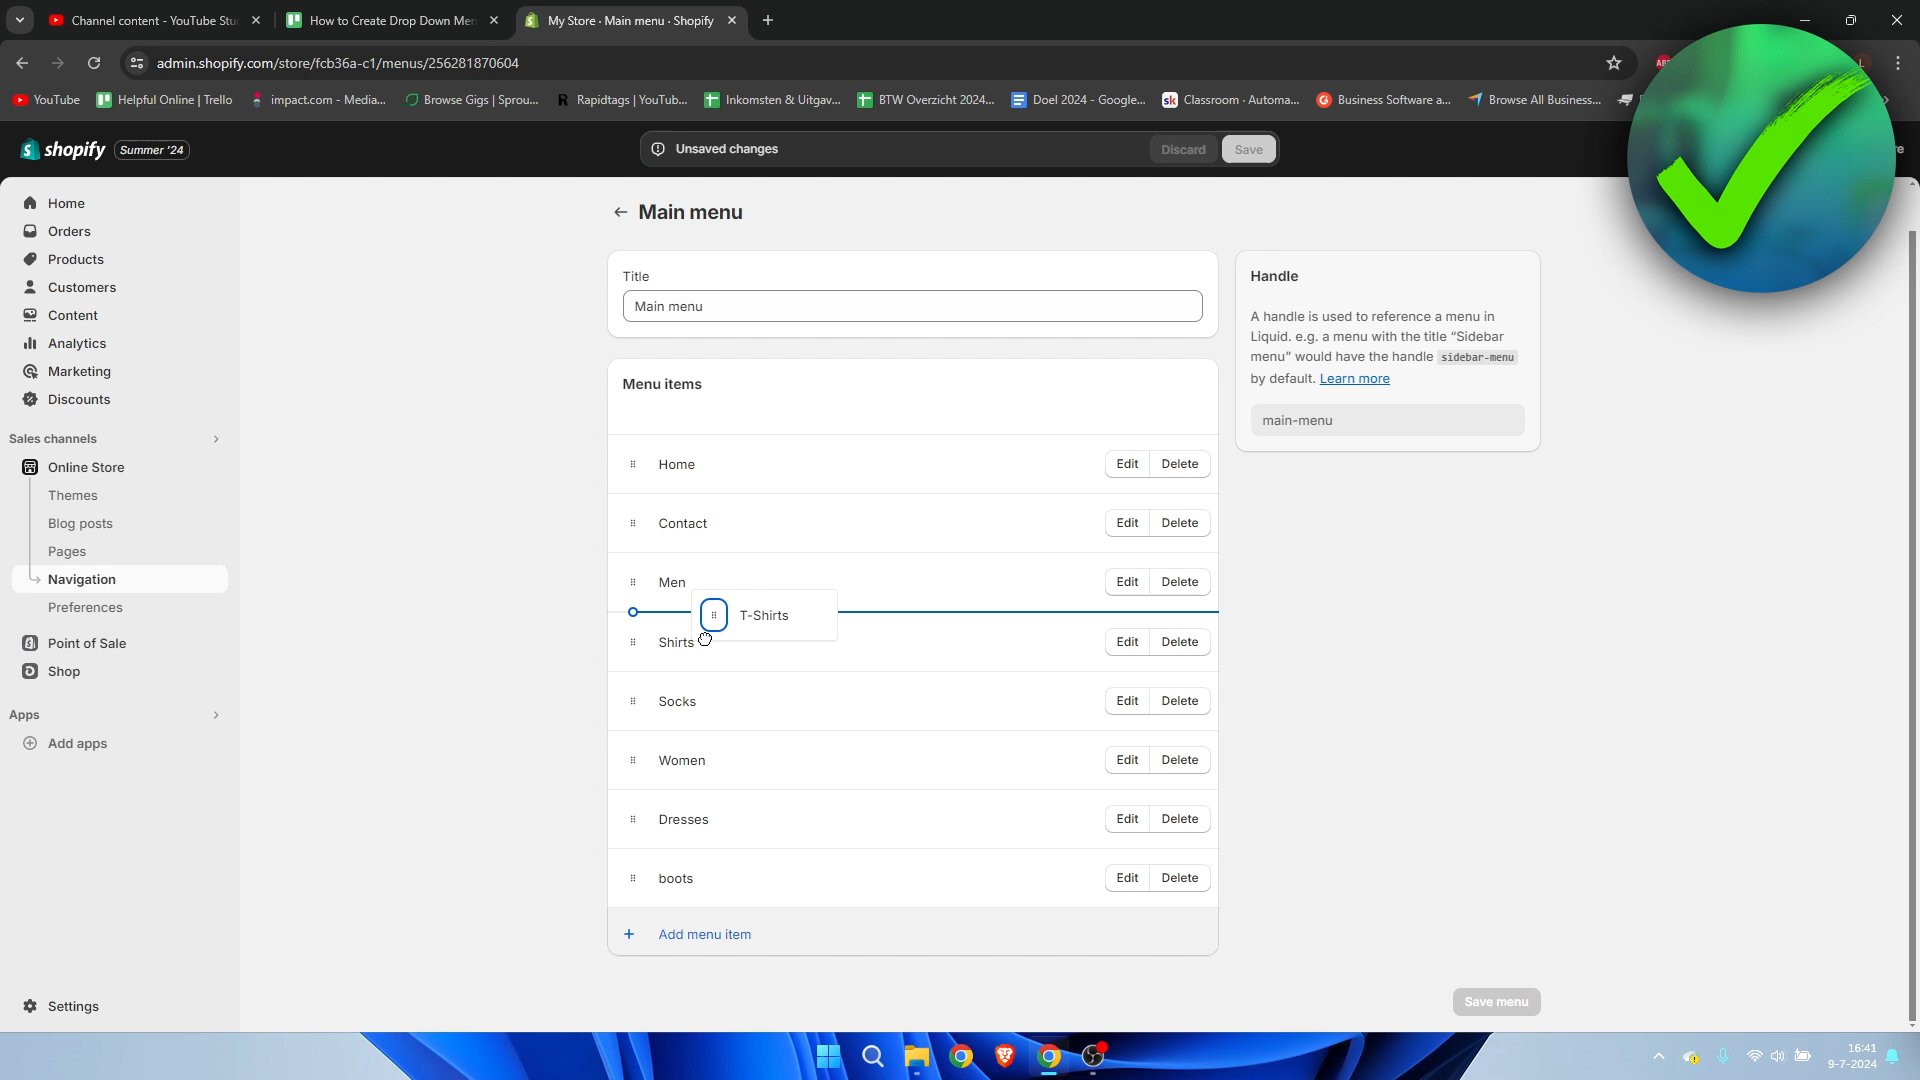 Channel content - YouTube Stu
How to Create Drop Down Men
My Store · Main menu · Shopify
admin.shopify.com/store/fcb36a-c1/menus/256281870604
YouTube
Helpful Online | Trello
impact.com - Media...
Browse Gigs | Sprou...
Rapidtags | YouTub...
Inkomsten & Uitgav...
BTW Overzicht 2024...
Doel 2024 - Google...
Classroom · Automa...
Business Software a...
Browse All Business...
shopify
Summer '24
Unsaved changes
Discard
Save
Home
Orders
Products
Customers
Content
Analytics
Marketing
Discounts
Sales channels
Online Store
Themes
Blog posts
Pages
Navigation
Preferences
Point of Sale
Shop
Apps
Add apps
Settings
Main menu
Title
Main menu
Menu items
Home Edit Delete
Contact Edit Delete
Men Edit Delete
T-Shirts
Shirts Edit Delete
Socks Edit Delete
Women Edit Delete
Dresses Edit Delete
boots Edit Delete
+ Add menu item
Handle
A handle is used to reference a menu in
Liquid. e.g. a menu with the title “Sidebar
menu” would have the handle sidebar-menu
by default. Learn more
main-menu
Save menu
16:41
9-7-2024